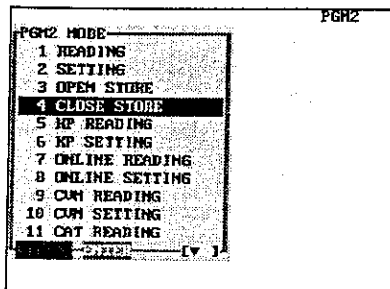 PGM2
PGM2 MODE
1 READING
2 SETTING
3 OPEN STORE
4 CLOSE STORE
5 KP READING
6 KP SETTING
7 ONLINE READING
8 ONLINE SETTING
9 CVM READING
10 CVM SETTING
11 CAT READING
ENTER [▼ ]